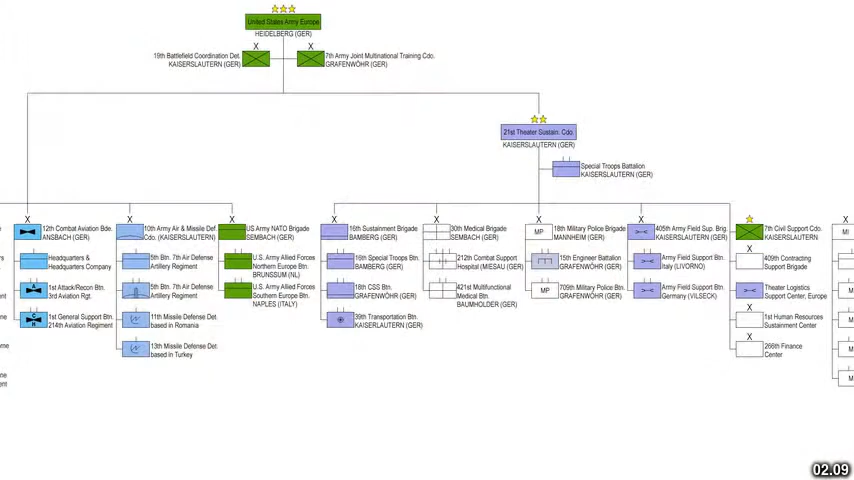 United States Army Europe
HEIDELBERG (GER)
X
X
19th Battlefield Coordination Det.
KAISERSLAUTERN (GER)
7th Army Joint Multinational Training Cdo.
GRAFENWÖHR (GER)
21st Theater Sustain. Cdo.
KAISERSLAUTERN (GER)
Special Troops Battalion
KAISERSLAUTERN (GER)
X
12th Combat Aviation Bde.
ANSBACH (GER)
Headquarters &
Headquarters Company
A
1st Attack/Recon Btn.
3rd Aviation Rgt.
1st General Support Btn.
214th Aviation Regiment
X
10th Army Air & Missile Def.
Cdo. (KAISERSLAUTERN)
5th Btn. 7th Air Defense
Artillery Regiment
5th Btn. 7th Air Defense
Artillery Regiment
11th Missile Defense Det.
based in Romania
13th Missile Defense Det.
based in Turkey
X
US Army NATO Brigade
SEMBACH (GER)
U.S. Army Allied Forces
Northern Europe Btn.
BRUNSSUM (NL)
U.S. Army Allied Forces
Southern Europe Btn.
NAPLES (ITALY)
X
16th Sustainment Brigade
BAMBERG (GER)
16th Special Troops Btn.
BAMBERG (GER)
18th CSS Btn.
GRAFENWÖHR (GER)
39th Transportation Btn.
KAISERLAUTERN (GER)
X
30th Medical Brigade
SEMBACH (GER)
212th Combat Support
Hospital (MIESAU (GER)
421st Multifunctional
Medical Btn.
BAUMHOLDER (GER)
X
MP
18th Military Police Brigade
MANNHEIM (GER)
15th Engineer Battalion
GRAFENWÖHR (GER)
MP
709th Military Police Btn.
GRAFENWÖHR (GER)
X
405th Army Field Sup. Brig.
KAISERSLAUTERN (GER)
Army Field Support Btn.
Italy (LIVORNO)
Army Field Support Btn.
Germany (VILSECK)
7th Civil Support Cdo.
KAISERSLAUTERN
X
409th Contracting
Support Brigade
Theater Logistics
Support Center, Europe
X
1st Human Resources
Sustainment Center
X
266th Finance
Center
X
MI
02.09